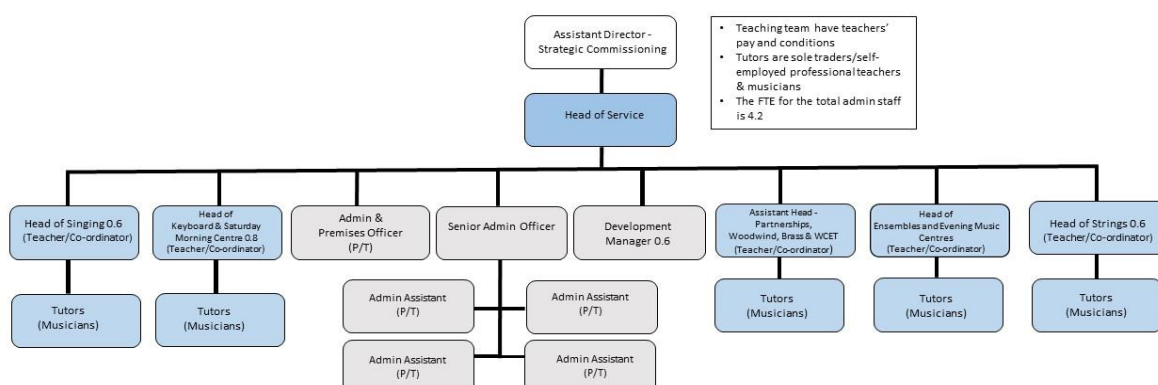 Assistant Director -
Strategic Commissioning
• Teaching team have teachers'
pay and conditions
• Tutors are sole traders/self-
employed professional teachers
& musicians
• The FTE for the total admin staff
is 4.2
Head of Service
Head of Singing 0.6
(Teacher/Co-ordinator)
Head of
Keyboard & Saturday
Morning Centre 0.8
(Teacher/Co-ordinator)
Admin &
Premises Officer
(P/T)
Senior Admin Officer
Development
Manager 0.6
Assistant Head -
Partnerships,
Woodwind, Brass & WCET
(Teacher/Co-ordinator)
Head of
Ensembles and Evening Music
Centres
(Teacher/Co-ordinator)
Head of Strings 0.6
(Teacher/Co-ordinator)
Tutors
(Musicians)
Tutors
(Musicians)
Admin Assistant
(P/T)
Admin Assistant
(P/T)
Tutors
(Musicians)
Tutors
(Musicians)
Tutors
(Musicians)
Admin Assistant
(P/T)
Admin Assistant
(P/T)